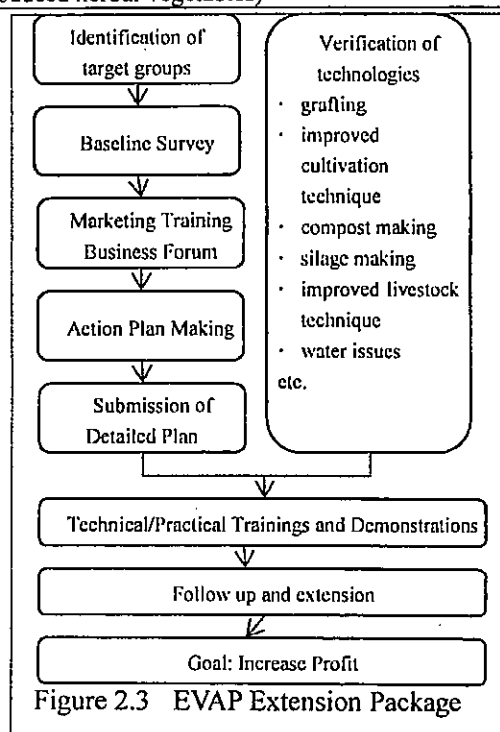 Identification of
target groups
Baseline Survey
Marketing Training
Business Forum
Action Plan Making
Submission of
Detailed Plan
Verification of
technologies
· grafting
· improved
cultivation
technique
· compost making
· silage making
· improved livestock
technique
· water issues
etc.
Technical/Practical Trainings and Demonstrations
Follow up and extension
Goal: Increase Profit
Figure 2.3 EVAP Extension Package